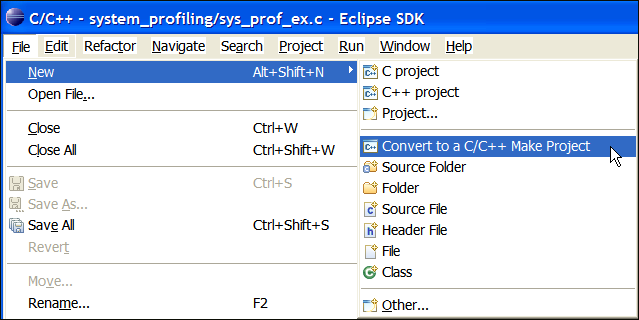 C/C++ - system_profiling/sys_prof_ex.c - Eclipse SDK
File Edit Refactor Navigate Search Project Run Window Help
New Alt+Shift+N
Open File...
Close Ctrl+W
Close All Ctrl+Shift+W
Save Ctrl+S
Save As...
Save All Ctrl+Shift+S
Revert
Move...
Rename... F2
C project
C++ project
Project...
Convert to a C/C++ Make Project
Source Folder
Folder
Source File
Header File
File
Class
Other...